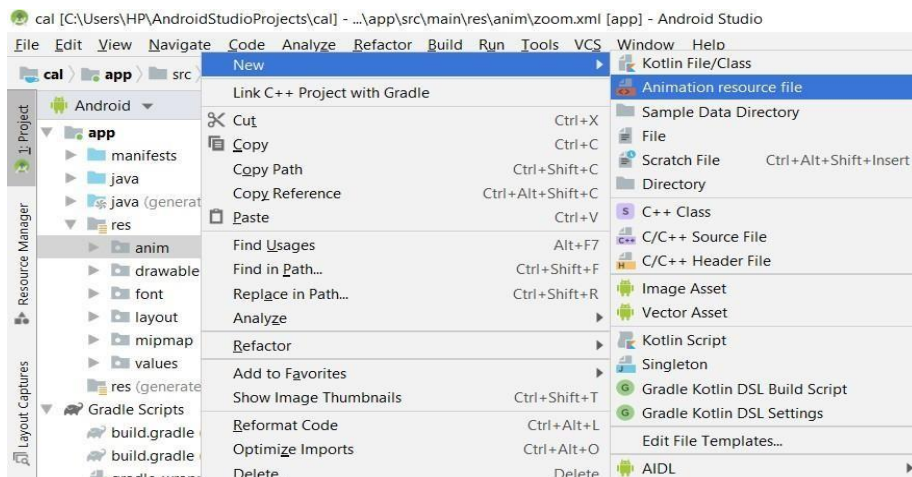 cal [C:\Users\HP\AndroidStudioProjects\cal] - ...\app\src\main\res\anim\zoom.xml [app] - Android Studio
File Edit View Navigate Code Analyze Refactor Build Run Tools VCS Window Help
cal app src
Android
1: Project
Resource Manager
Layout Captures
app
manifests
java
java (generat
res
anim
drawable
font
layout
mipmap
values
res (generate
Gradle Scripts
build.gradle
build.gradle
New
Link C++ Project with Gradle
Cut Ctrl+X
Copy Ctrl+C
Copy Path Ctrl+Shift+C
Copy Reference Ctrl+Alt+Shift+C
Paste Ctrl+V
Find Usages Alt+F7
Find in Path... Ctrl+Shift+F
Replace in Path... Ctrl+Shift+R
Analyze
Refactor
Add to Favorites
Show Image Thumbnails Ctrl+Shift+T
Reformat Code Ctrl+Alt+L
Optimize Imports Ctrl+Alt+O
Delete Delete
Kotlin File/Class
Animation resource file
Sample Data Directory
File
Scratch File Ctrl+Alt+Shift+Insert
Directory
S C++ Class
C++ C/C++ Source File
H C/C++ Header File
Image Asset
Vector Asset
Kotlin Script
J Singleton
G Gradle Kotlin DSL Build Script
G Gradle Kotlin DSL Settings
Edit File Templates...
AIDL